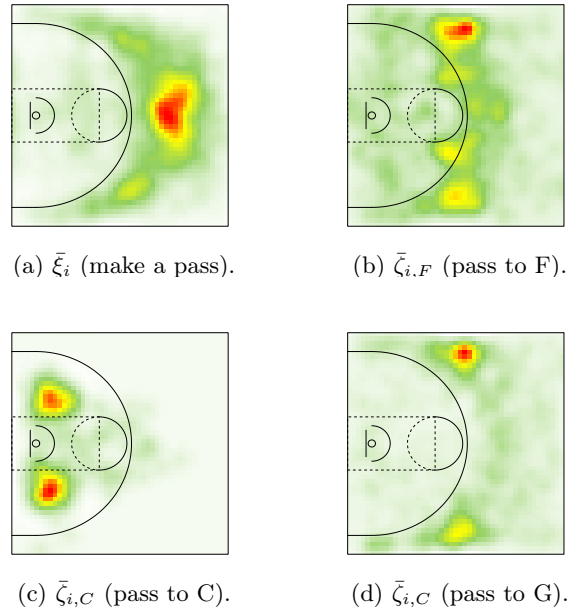 (a) ξ̄ᵢ (make a pass).
(b) ζ̄ᵢ,F (pass to F).
(c) ζ̄ᵢ,C (pass to C).
(d) ζ̄ᵢ,C (pass to G).